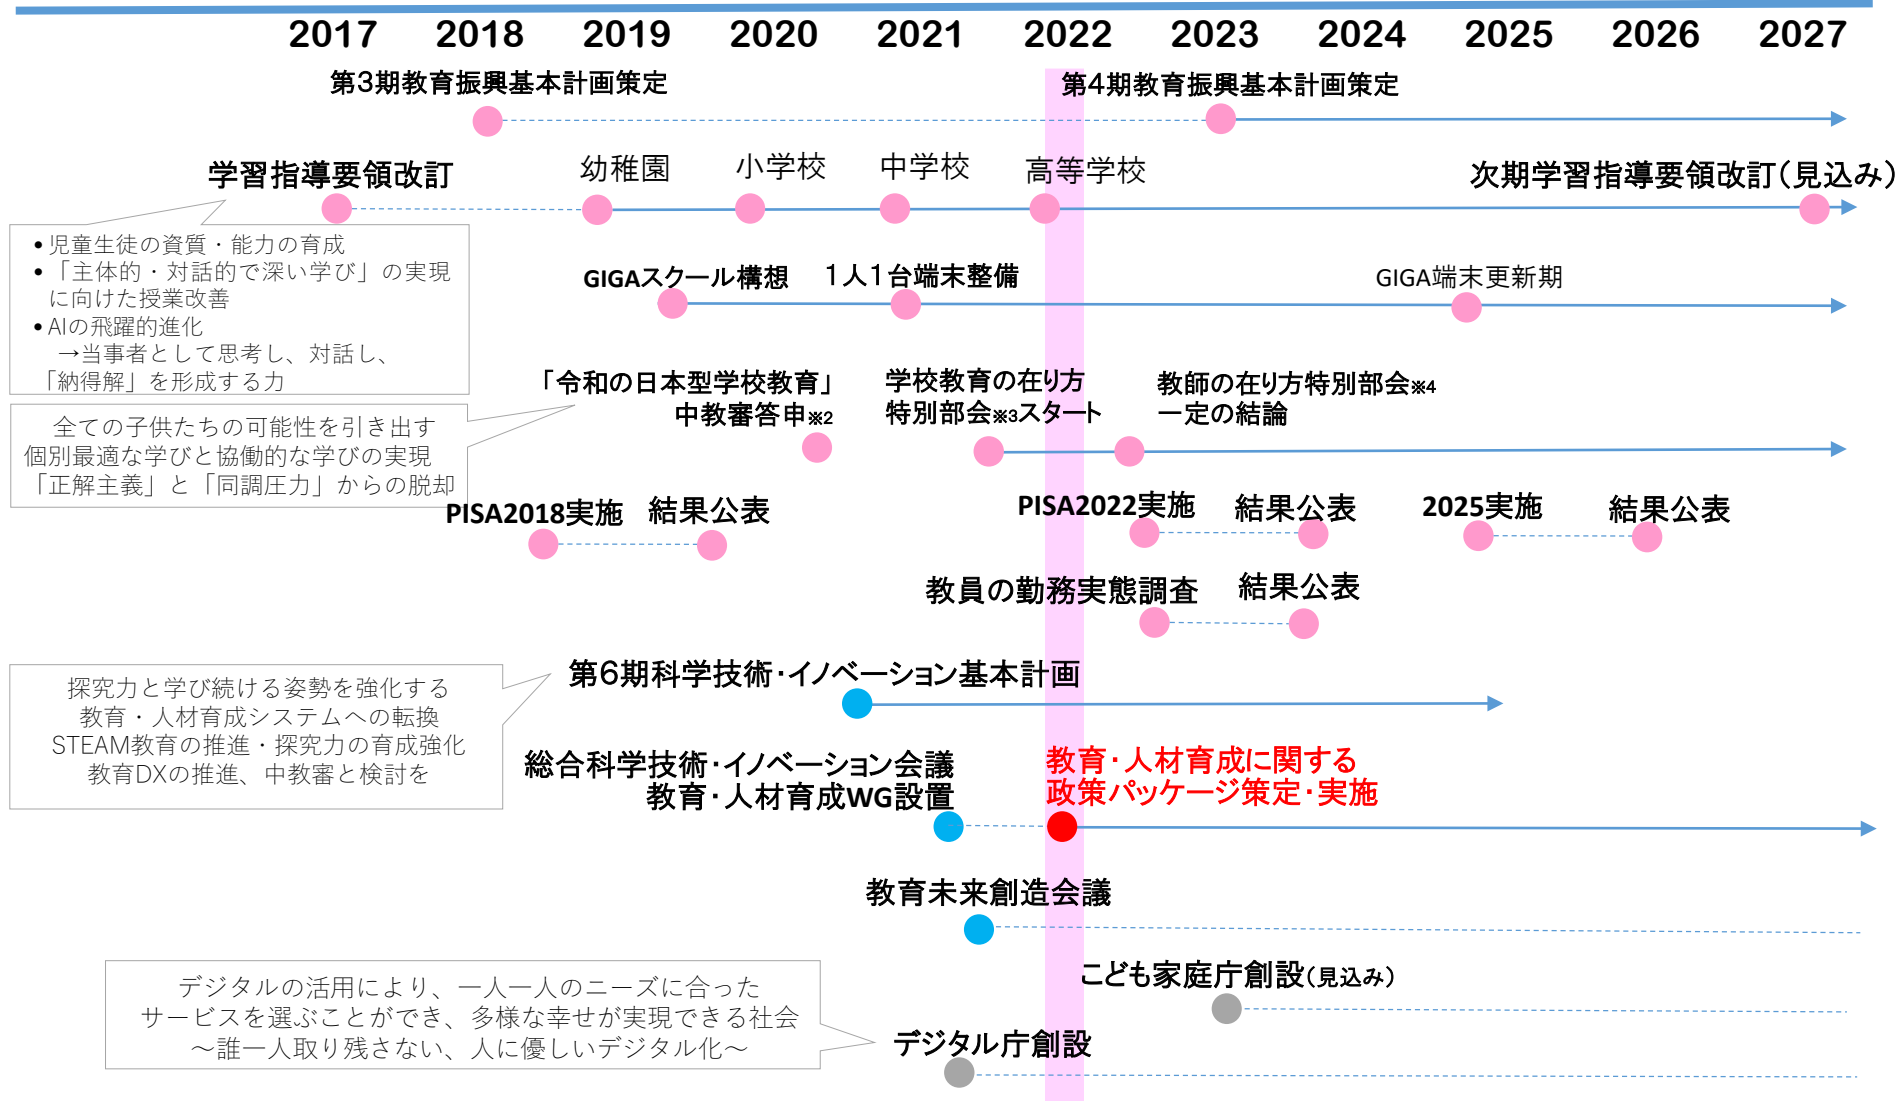 2017 2018 2019 2020 2021 2022 2023 2024 2025 2026 2027
第3期教育振興基本計画策定
第4期教育振興基本計画策定
学習指導要領改訂
幼稚園
小学校
中学校
高等学校
次期学習指導要領改訂(見込み)
•児童生徒の資質・能力の育成
•「主体的・対話的で深い学び」の実現
に向けた授業改善
•AIの飛躍的進化
→当事者として思考し、対話し、
「納得解」を形成する力
GIGAスクール構想
1人1台端末整備
GIGA端末更新期
「令和の日本型学校教育」
中教審答申※2
学校教育の在り方
特別部会※3スタート
教師の在り方特別部会※4
一定の結論
全ての子供たちの可能性を引き出す
個別最適な学びと協働的な学びの実現
「正解主義」と「同調圧力」からの脱却
PISA2018実施
結果公表
PISA2022実施
結果公表
2025実施
結果公表
教員の勤務実態調査
結果公表
第6期科学技術・イノベーション基本計画
探究力と学び続ける姿勢を強化する
教育・人材育成システムへの転換
STEAM教育の推進・探究力の育成強化
教育DXの推進、中教審と検討を
総合科学技術・イノベーション会議
教育・人材育成WG設置
教育・人材育成に関する
政策パッケージ策定・実施
教育未来創造会議
こども家庭庁創設(見込み)
デジタルの活用により、一人一人のニーズに合った
サービスを選ぶことができ、多様な幸せが実現できる社会
～誰一人取り残さない、人に優しいデジタル化～
デジタル庁創設